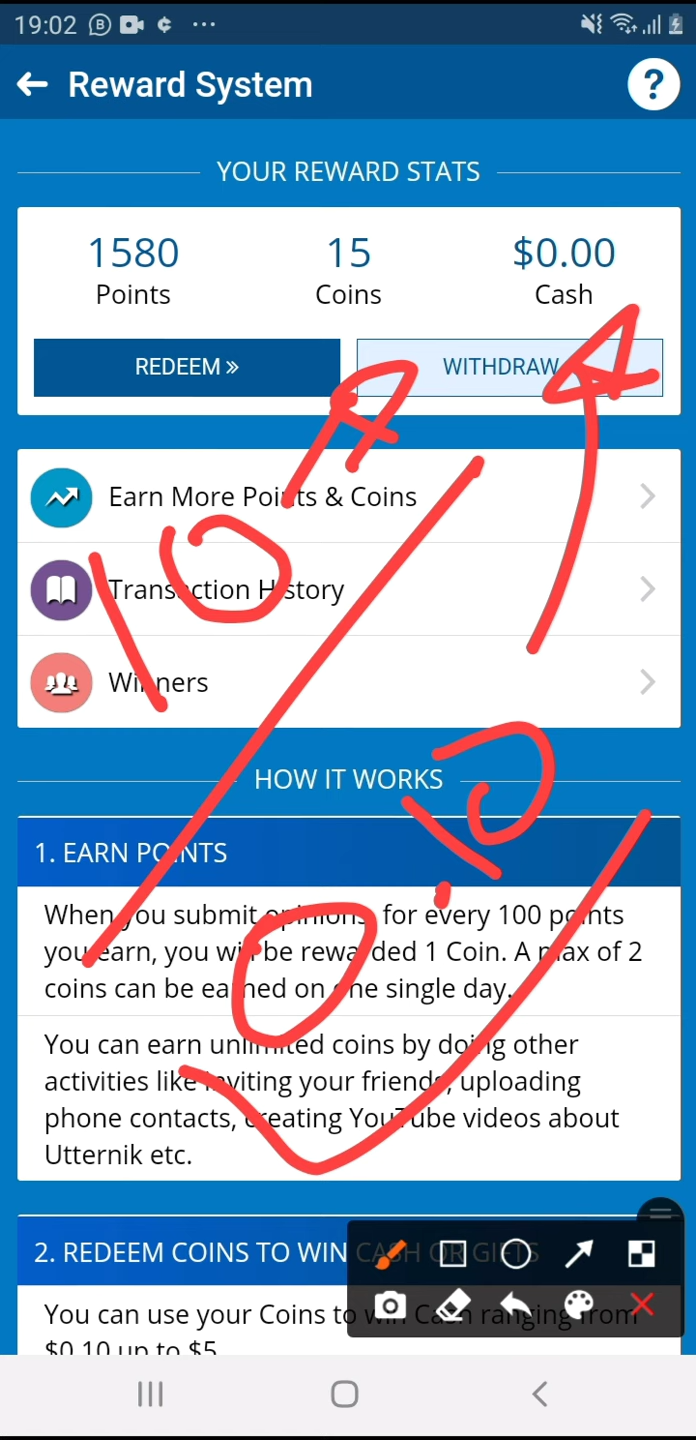 19:02
Reward System ?
YOUR REWARD STATS
1580 15 $0.00
Points Coins Cash
REDEEM » WITHDRAW
Earn More Points & Coins
Transaction History
Winners
HOW IT WORKS
1. EARN POINTS
When you submit opinions, for every 100 points
you earn, you will be rewarded 1 Coin. A max of 2
coins can be earned on one single day.
You can earn unlimited coins by doing other
activities like inviting your friends, uploading
phone contacts, creating YouTube videos about
Utternik etc.
2. REDEEM COINS TO WIN CASH OR GIFTS
You can use your Coins to win Cash ranging from
$0.10 up to $5
10
0.10